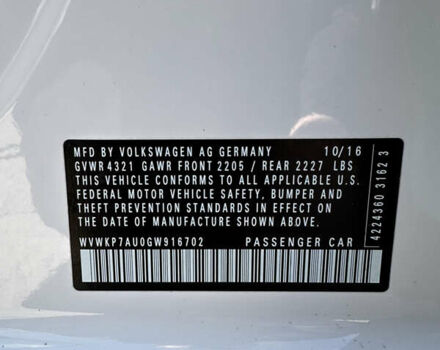 MFD BY VOLKSWAGEN AG GERMANY 10/16
GVWR 4321 GAWR FRONT 2205 / REAR 2227 LBS
THIS VEHICLE CONFORMS TO ALL APPLICABLE U.S.
FEDERAL MOTOR VEHICLE SAFETY, BUMPER AND
THEFT PREVENTION STANDARDS IN EFFECT ON
THE DATE OF MANUFACTURE SHOWN ABOVE.
WVWKP7AU0GW916702 PASSENGER CAR
4224360 3162 3